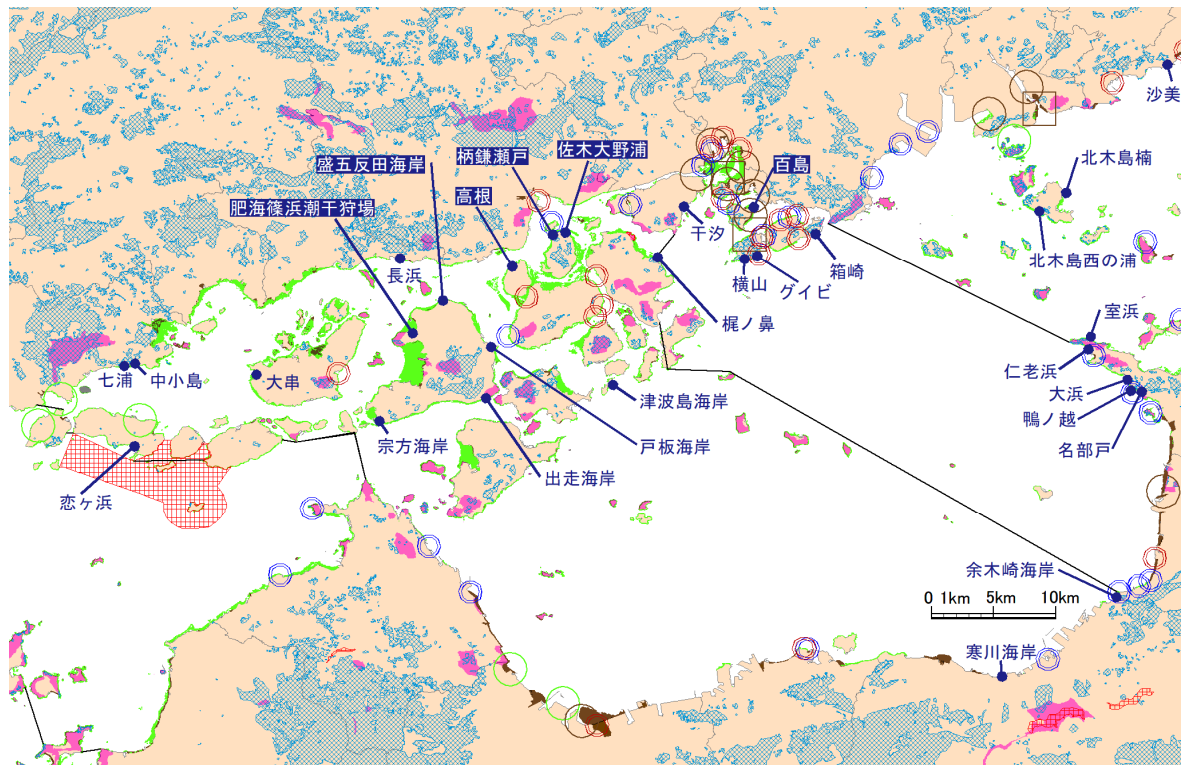 沙美
佐木大野浦
柄鎌瀬戸
盛五反田海岸
百島
北木島楠
高根
肥海篠浜潮干狩場
干汐
箱崎
北木島西の浦
長浜
横山
グイビ
梶ノ鼻
室浜
七浦
中小島
大串
仁老浜
津波島海岸
大浜
鴨ノ越
宗方海岸
戸板海岸
名部戸
出走海岸
恋ヶ浜
余木崎海岸
0 1km 5km 10km
寒川海岸